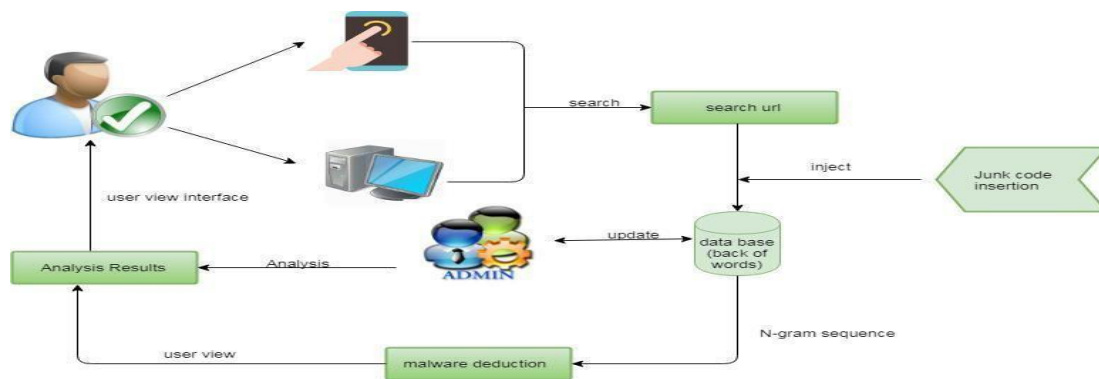 search
search url
inject
Junk code
insertion
user view interface
update
data base
(back of
words)
Analysis Results
Analysis
ADMIN
N-gram sequence
user view
malware deduction